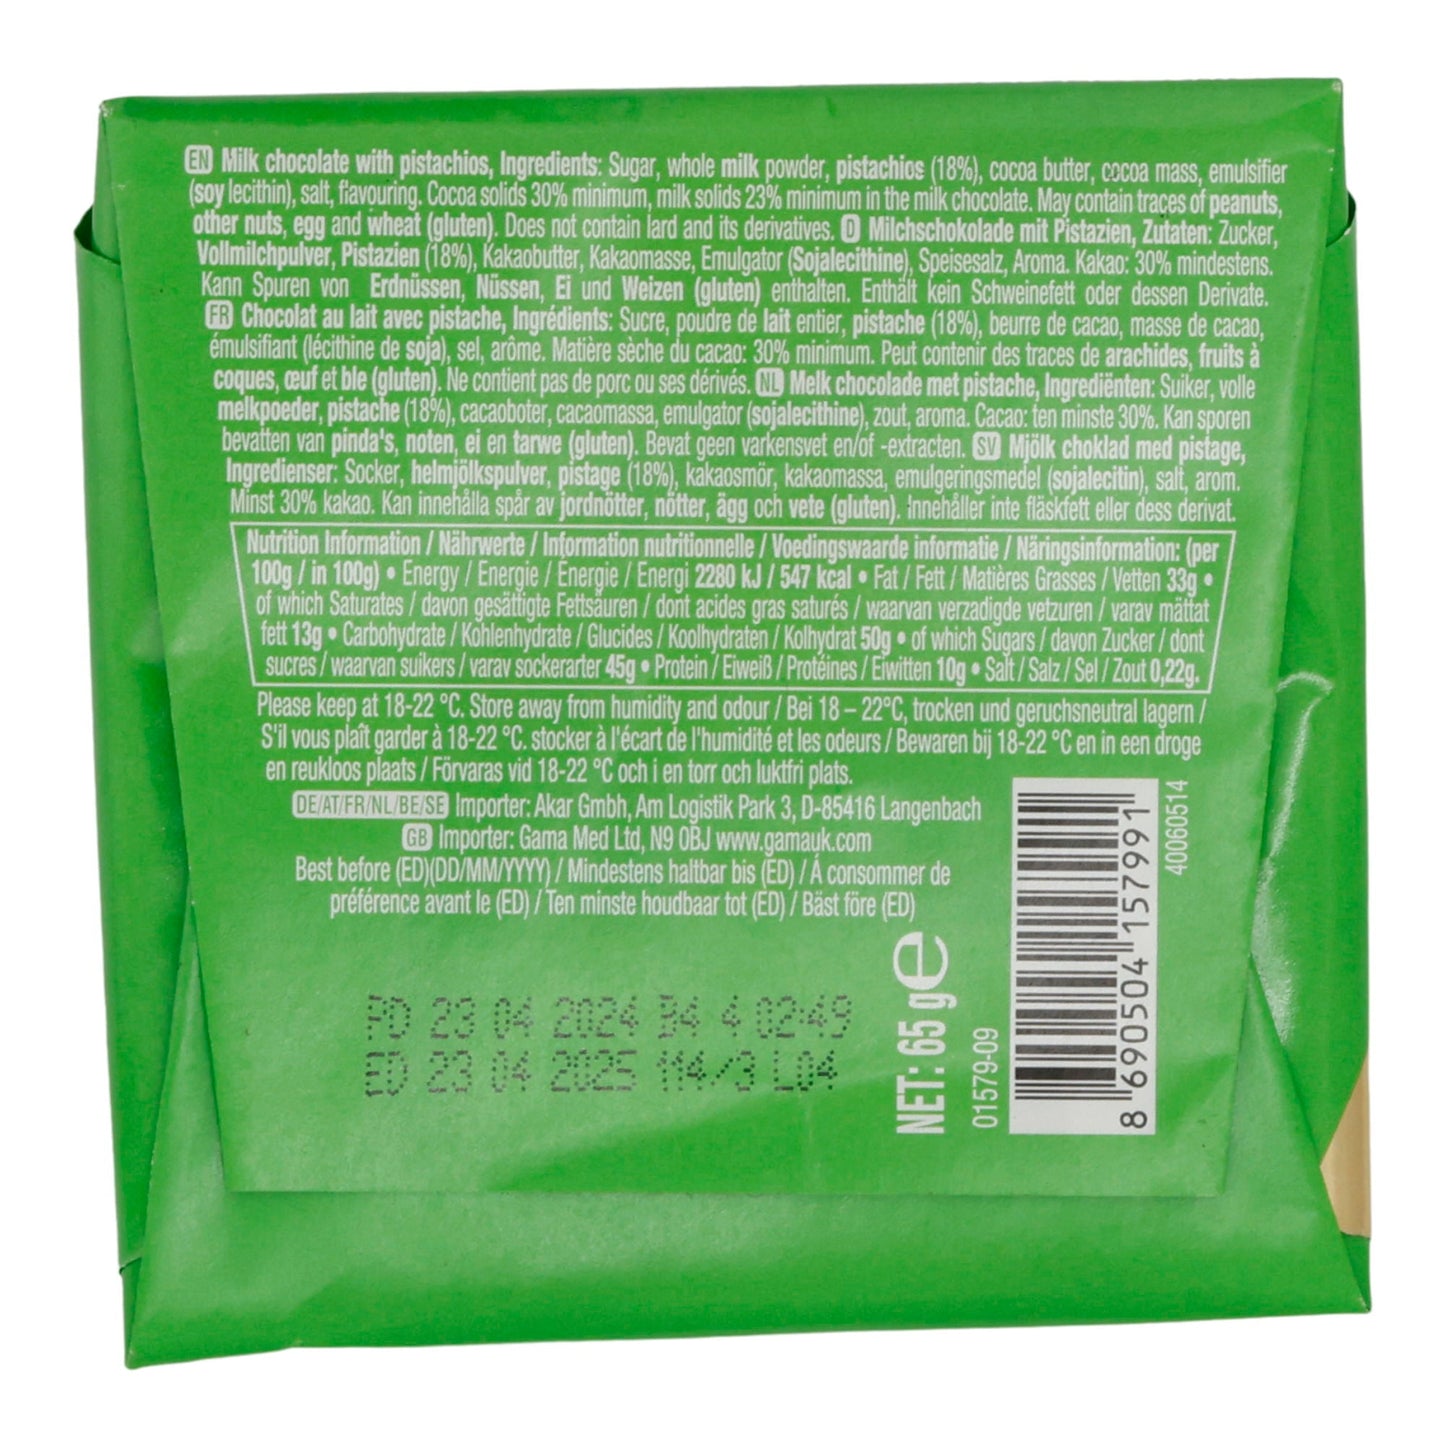 EN Milk chocolate with pistachios, Ingredients: Sugar, whole milk powder, pistachios (18%), cocoa butter, cocoa mass, emulsifier
(soy lecithin), salt, flavouring. Cocoa solids 30% minimum, milk solids 23% minimum in the milk chocolate. May contain traces of peanuts,
other nuts, egg and wheat (gluten). Does not contain lard and its derivatives. D Milchschokolade mit Pistazien, Zutaten: Zucker,
Vollmilchpulver, Pistazien (18%), Kakaobutter, Kakaomasse, Emulgator (Sojalecithine), Speisesalz, Aroma. Kakao: 30% mindestens.
Kann Spuren von Erdnüssen, Nüssen, Ei und Weizen (gluten) enthalten. Enthält kein Schweinefett oder dessen Derivate.
FR Chocolat au lait avec pistache, Ingrédients: Sucre, poudre de lait entier, pistache (18%), beurre de cacao, masse de cacao,
émulsifiant (lécithine de soja), sel, arôme. Matière sèche du cacao: 30% minimum. Peut contenir des traces de arachides, fruits à
coques, œuf et ble (gluten). Ne contient pas de porc ou ses dérivés. NL Melk chocolade met pistache, Ingrediënten: Suiker, volle
melkpoeder, pistache (18%), cacaoboter, cacaomassa, emulgator (sojalecithine), zout, aroma. Cacao: ten minste 30%. Kan sporen
bevatten van pinda's, noten, ei en tarwe (gluten). Bevat geen varkensvet en/of -extracten. SV Mjölk choklad med pistage,
Ingredienser: Socker, helmjölkspulver, pistage (18%), kakaosmör, kakaomassa, emulgeringsmedel (sojalecitin), salt, arom.
Minst 30% kakao. Kan innehålla spår av jordnötter, nötter, ägg och vete (gluten). Innehåller inte fläskfett eller dess derivat.
Nutrition Information / Nährwerte / Information nutritionnelle / Voedingswaarde informatie / Näringsinformation: (per
100g / in 100g) • Energy / Energie / Énergie / Energi 2280 kJ / 547 kcal • Fat / Fett / Matières Grasses / Vetten 33g •
of which Saturates / davon gesättigte Fettsäuren / dont acides gras saturés / waarvan verzadigde vetzuren / varav mättat
fett 13g • Carbohydrate / Kohlenhydrate / Glucides / Koolhydraten / Kolhydrat 50g • of which Sugars / davon Zucker / dont
sucres / waarvan suikers / varav sockerarter 45g • Protein / Eiweiß / Protéines / Eiwitten 10g • Salt / Salz / Sel / Zout 0,22g.
Please keep at 18-22 °C. Store away from humidity and odour / Bei 18 – 22°C, trocken und geruchsneutral lagern /
S'il vous plaît garder à 18-22 °C. stocker à l'écart de l'humidité et les odeurs / Bewaren bij 18-22 °C en in een droge
en reukloos plaats / Förvaras vid 18-22 °C och i en torr och luktfri plats.
DE/AT/FR/NL/BE/SE Importer: Akar Gmbh, Am Logistik Park 3, D-85416 Langenbach
GB Importer: Gama Med Ltd, N9 0BJ www.gamauk.com
Best before (ED)(DD/MM/YYYY) / Mindestens haltbar bis (ED) / Á consommer de
préférence avant le (ED) / Ten minste houdbaar tot (ED) / Bäst före (ED)
PD 23 04 2024 34 4 02:49
ED 23 04 2025 114/3 L04
NET: 65 g e
01579-09
8 690504 157991
40060514